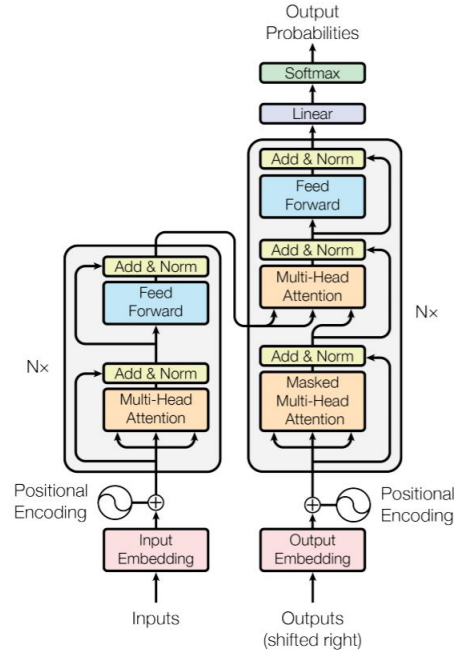 Output
Probabilities
Softmax
Linear
Add & Norm
Feed
Forward
Add & Norm
Multi-Head
Attention
Add & Norm
Masked
Multi-Head
Attention
N×
Add & Norm
Feed
Forward
Add & Norm
Multi-Head
Attention
N×
Positional
Encoding
Positional
Encoding
Input
Embedding
Output
Embedding
Inputs
Outputs
(shifted right)